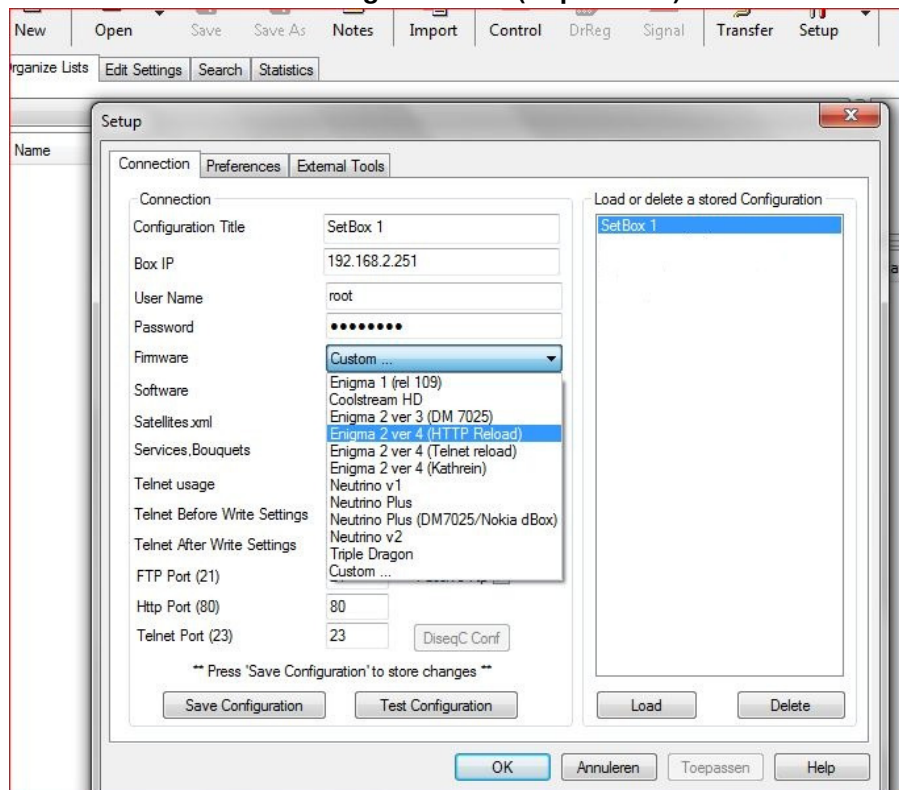 New Open Save Save As Notes Import Control DrReg Signal Transfer Setup
Organize Lists Edit Settings Search Statistics
Name
Setup
Connection Preferences External Tools
Connection
Configuration Title SetBox 1
Box IP 192.168.2.251
User Name root
Password ••••••••
Firmware Custom ...
Software
Satellites.xml
Services,Bouquets
Telnet usage
Telnet Before Write Settings
Telnet After Write Settings
Enigma 1 (rel 109)
Coolstream HD
Enigma 2 ver 3 (DM 7025)
Enigma 2 ver 4 (HTTP Reload)
Enigma 2 ver 4 (Telnet reload)
Enigma 2 ver 4 (Kathrein)
Neutrino v1
Neutrino Plus
Neutrino Plus (DM7025/Nokia dBox)
Neutrino v2
Triple Dragon
Custom ...
FTP Port (21)
Http Port (80) 80
Telnet Port (23) 23 DiseqC Conf
** Press 'Save Configuration' to store changes **
Save Configuration Test Configuration
Load or delete a stored Configuration
SetBox 1
Load Delete
OK Annuleren Toepassen Help